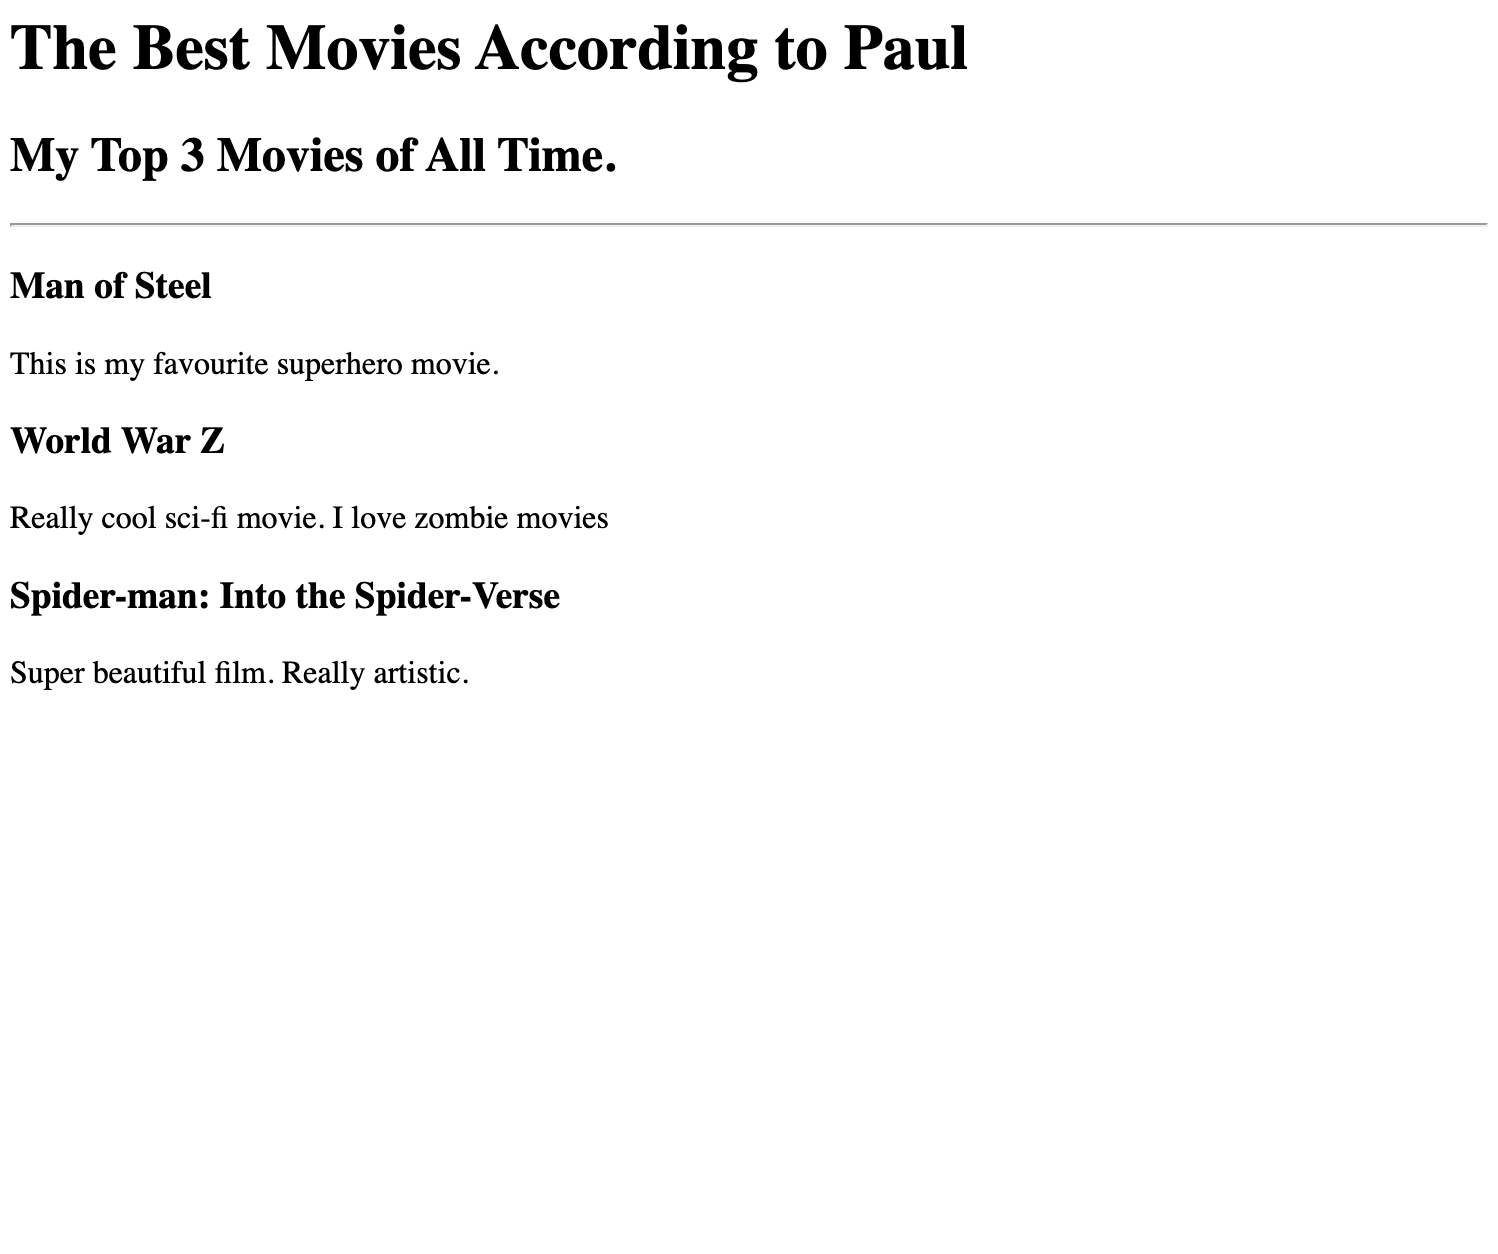 The Best Movies According to Paul
My Top 3 Movies of All Time.
Man of Steel
This is my favourite superhero movie.
World War Z
Really cool sci-fi movie. I love zombie movies
Spider-man: Into the Spider-Verse
Super beautiful film. Really artistic.